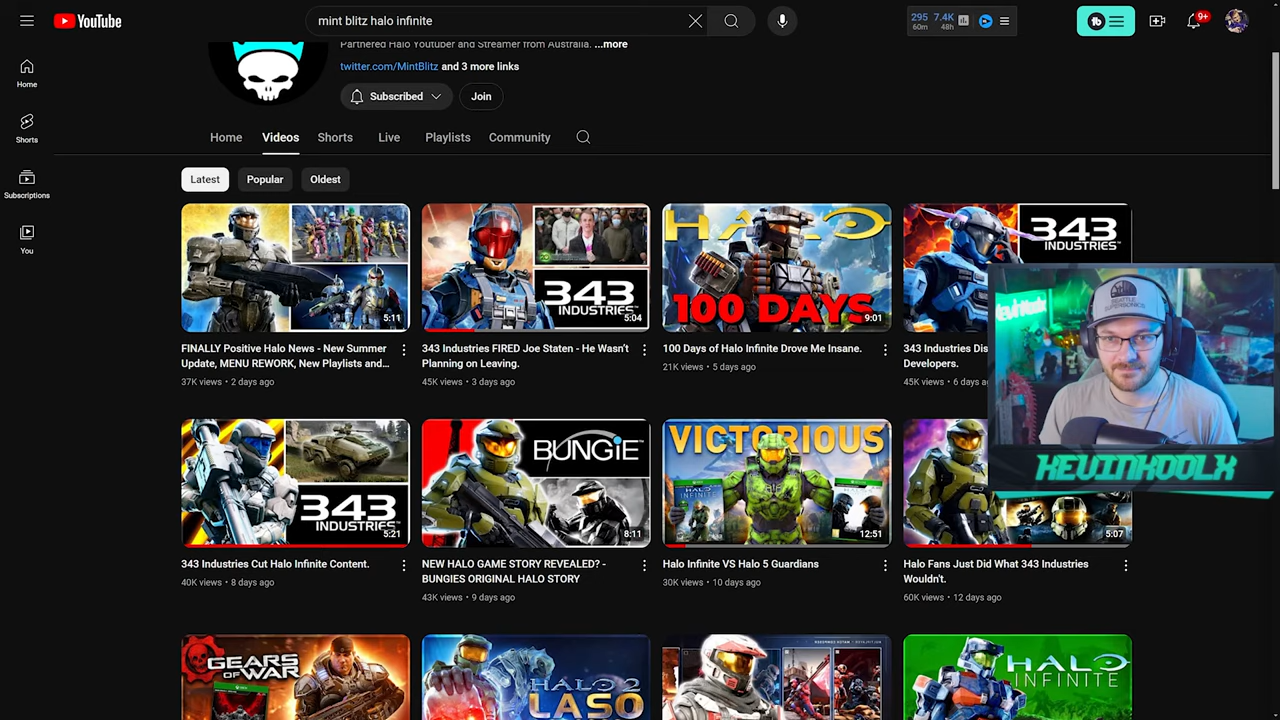 YouTube
mint blitz halo infinite
295 7.4K
60m 48h
tb
9+
Partnered Halo Youtuber and Streamer from Australia. ...more
twitter.com/MintBlitz and 3 more links
Subscribed
Join
Home
Shorts
Subscriptions
You
Home Videos Shorts Live Playlists Community
Latest Popular Oldest
5:11
343
INDUSTRIES
5:04
HALO
100 DAYS
9:01
343
INDUSTRIES
FINALLY Positive Halo News - New Summer
Update, MENU REWORK, New Playlists and...
37K views • 2 days ago
343 Industries FIRED Joe Staten - He Wasn't
Planning on Leaving.
45K views • 3 days ago
100 Days of Halo Infinite Drove Me Insane.
21K views • 5 days ago
343 Industries Dis
Developers.
45K views • 6 days a
KEVINKOOLX
343
INDUSTRIES
5:21
BUNGIE
8:11
VICTORIOUS
12:51
5:07
343 Industries Cut Halo Infinite Content.
40K views • 8 days ago
NEW HALO GAME STORY REVEALED? -
BUNGIES ORIGINAL HALO STORY
43K views • 9 days ago
Halo Infinite VS Halo 5 Guardians
30K views • 10 days ago
Halo Fans Just Did What 343 Industries
Wouldn't.
60K views • 12 days ago
GEARS
OF WAR
HALO 2
LASO
HALO
INFINITE